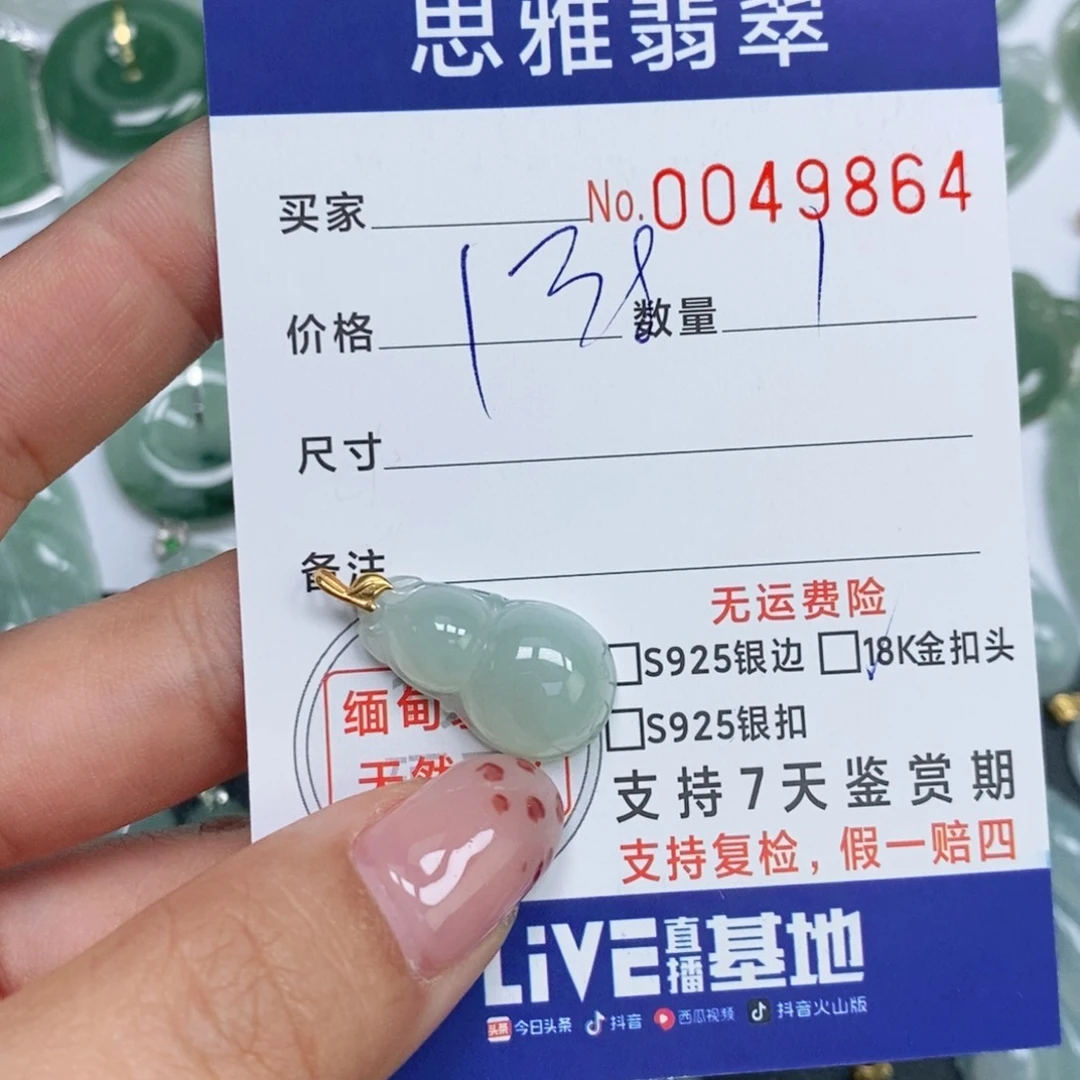 思雅翡翠
买家 No.0049864
价格 138 数量 1
尺寸
备注
无运费险
S925银边 18K金扣头
缅甸
天然
S925银扣
支持7天鉴赏期
支持复检，假一赔四
LiVE直播基地
头条 今日头条 抖音 西瓜视频 抖音火山版